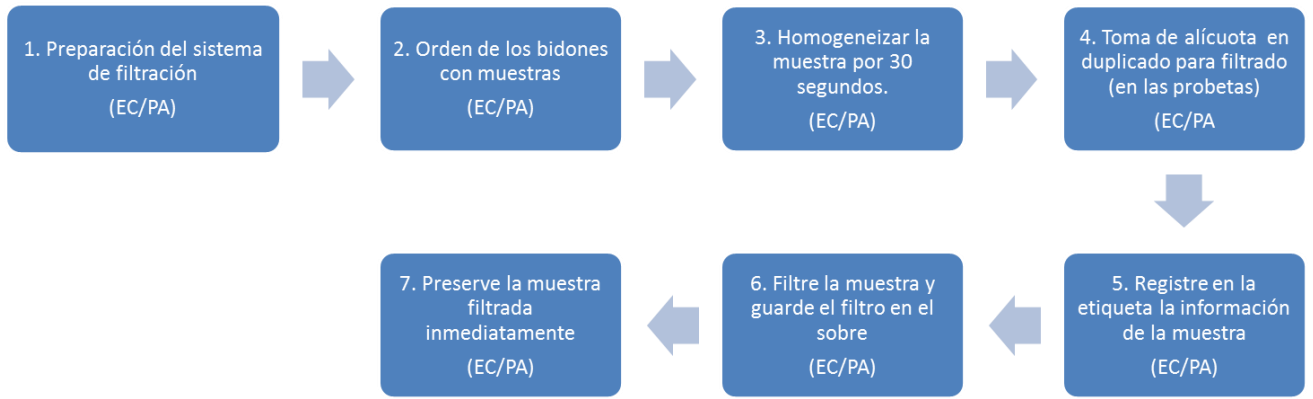 1. Preparación del sistema
de filtración
(EC/PA)
2. Orden de los bidones
con muestras
(EC/PA)
3. Homogeneizar la
muestra por 30
segundos.
(EC/PA)
4. Toma de alícuota  en
duplicado para filtrado
(en las probetas)
(EC/PA
5. Registre en la
etiqueta la información
de la muestra
(EC/PA)
6. Filtre la muestra y
guarde el filtro en el
sobre
(EC/PA)
7. Preserve la muestra
filtrada
inmediatamente
(EC/PA)